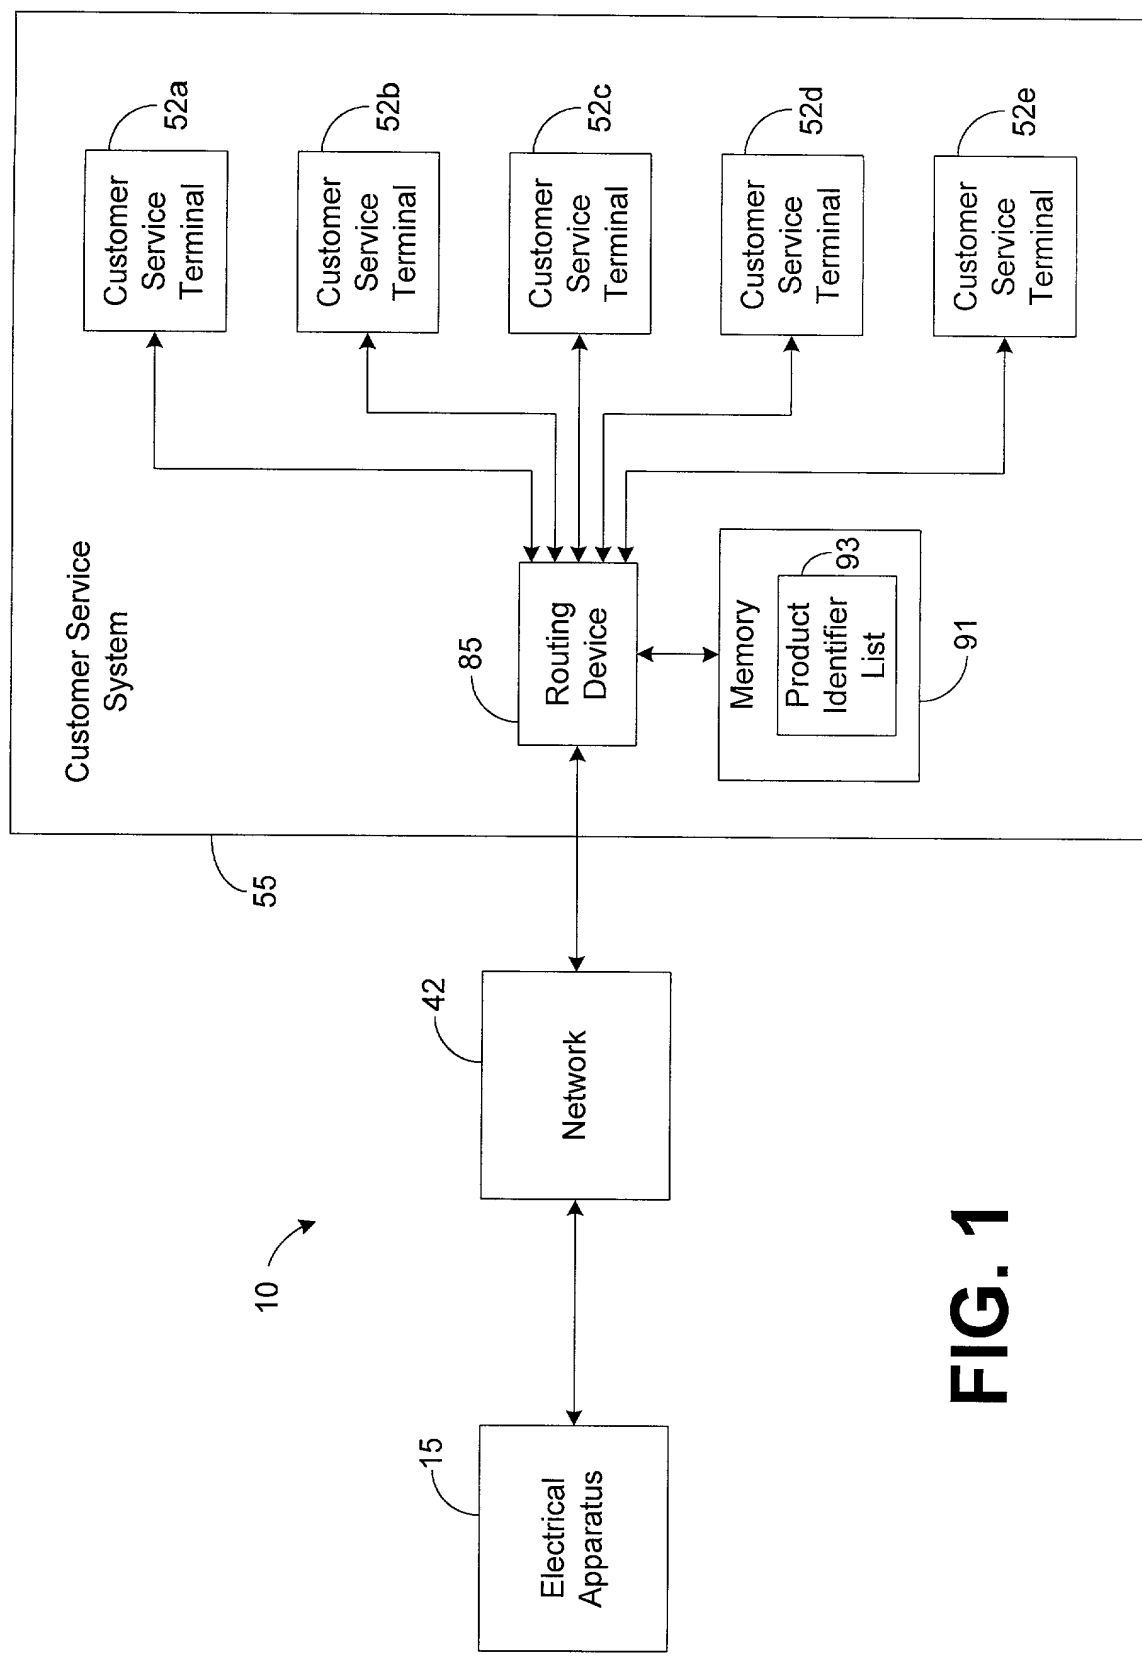 Customer Service
System
52a
Customer
Service
Terminal
52b
Customer
Service
Terminal
52c
Customer
Service
Terminal
52d
Customer
Service
Terminal
52e
Customer
Service
Terminal
85
Routing
Device
Memory
93
Product
Identifier
List
91
55
42
Network
10
15
Electrical
Apparatus
FIG. 1